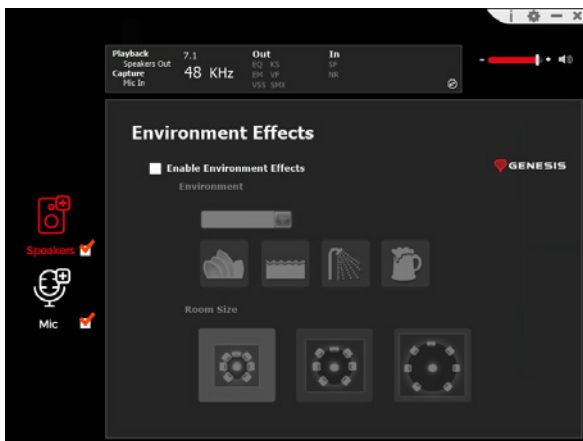 i
Playback 7.1 Out In
Speakers Out EQ KS SF
Capture 48 KHz EM VF NR
Mic In VSS SMX
Environment Effects
Enable Environment Effects
GENESIS
Environment
Speakers
Mic
Room Size